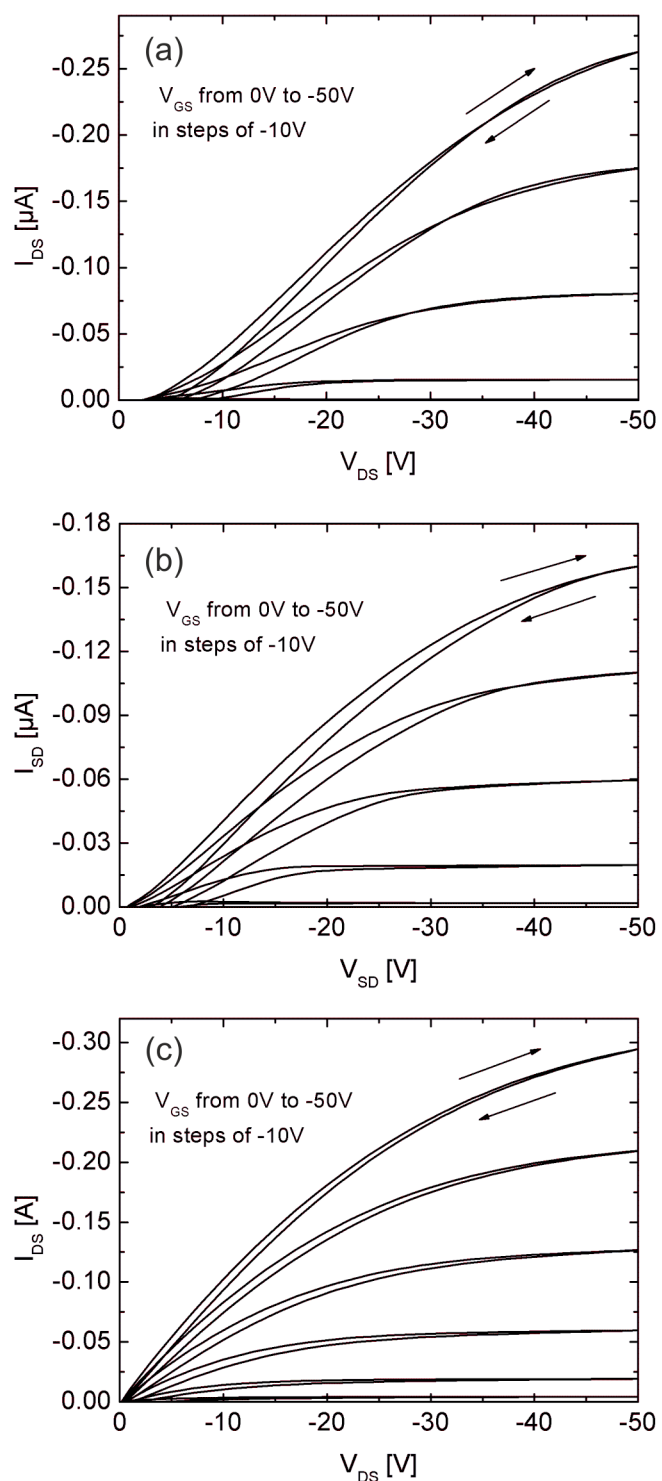 (a)
V_GS from 0V to -50V
in steps of -10V
I_DS [µA]
-0.25
-0.20
-0.15
-0.10
-0.05
0.00
0 -10 -20 -30 -40 -50
V_DS [V]
(b)
V_GS from 0V to -50V
in steps of -10V
I_SD [µA]
-0.18
-0.15
-0.12
-0.09
-0.06
-0.03
0.00
0 -10 -20 -30 -40 -50
V_SD [V]
(c)
V_GS from 0V to -50V
in steps of -10V
I_DS [A]
-0.30
-0.25
-0.20
-0.15
-0.10
-0.05
0.00
0 -10 -20 -30 -40 -50
V_DS [V]